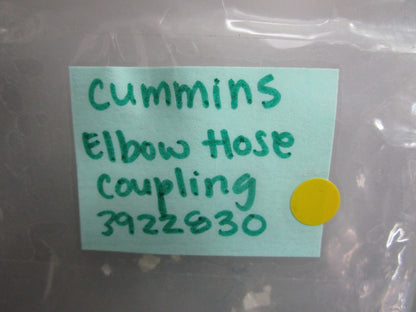 Cummins
Elbow Hose
Coupling
3922830